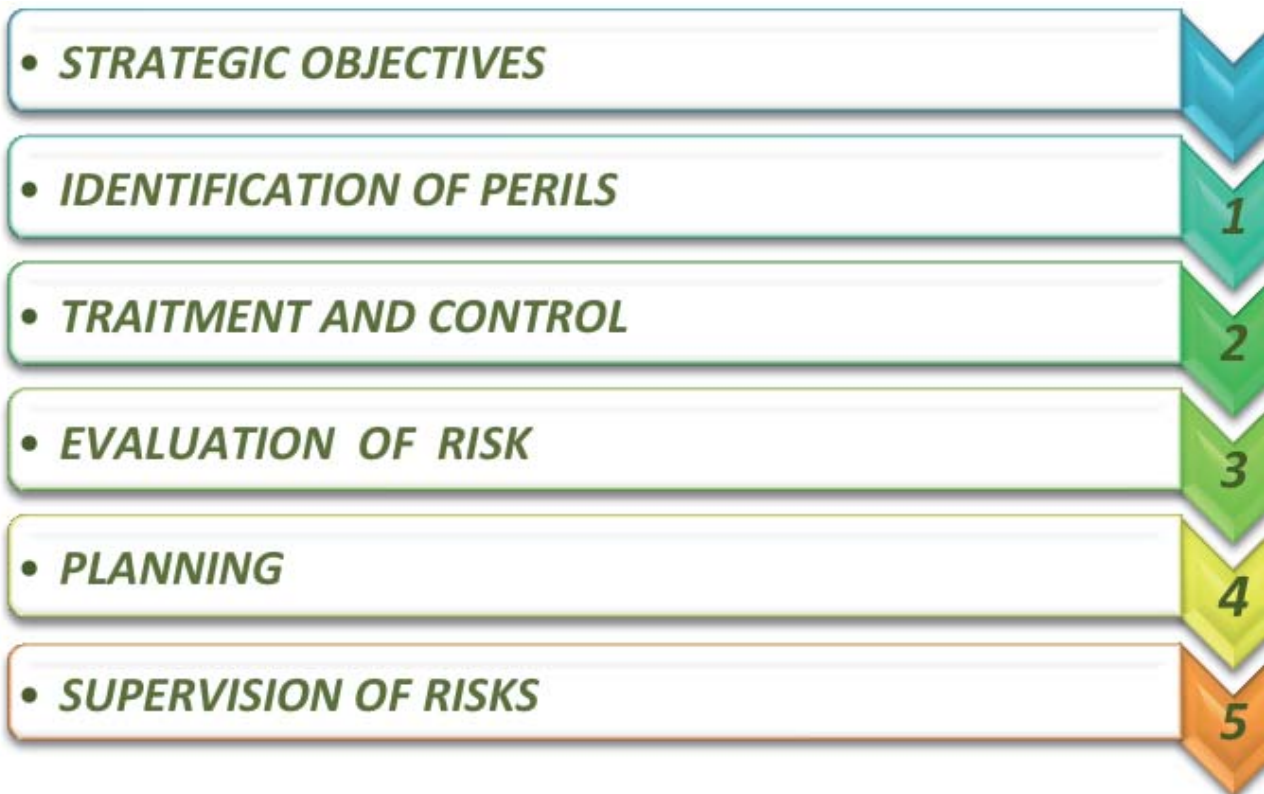 • STRATEGIC OBJECTIVES
• IDENTIFICATION OF PERILS
1
• TRAITMENT AND CONTROL
2
• EVALUATION OF RISK
3
• PLANNING
4
• SUPERVISION OF RISKS
5